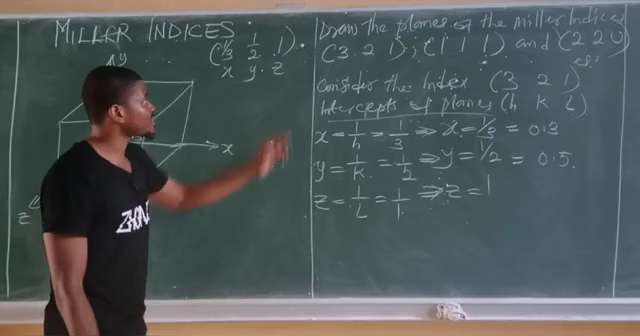 MILLER INDICES
(1/3 1/2 1)
x y z
y
x
z
Draw the planes of the miller Indices
(3 2 1); (1 1 1) and (2 2 0)
Consider the Index (3 2 1)
Intercepts of planes (h k l)
x = 1/h = 1/3 ⇒ x = 1/3 = 0.3
y = 1/k = 1/2 ⇒ y = 1/2 = 0.5
z = 1/L = 1/1 ⇒ z = 1